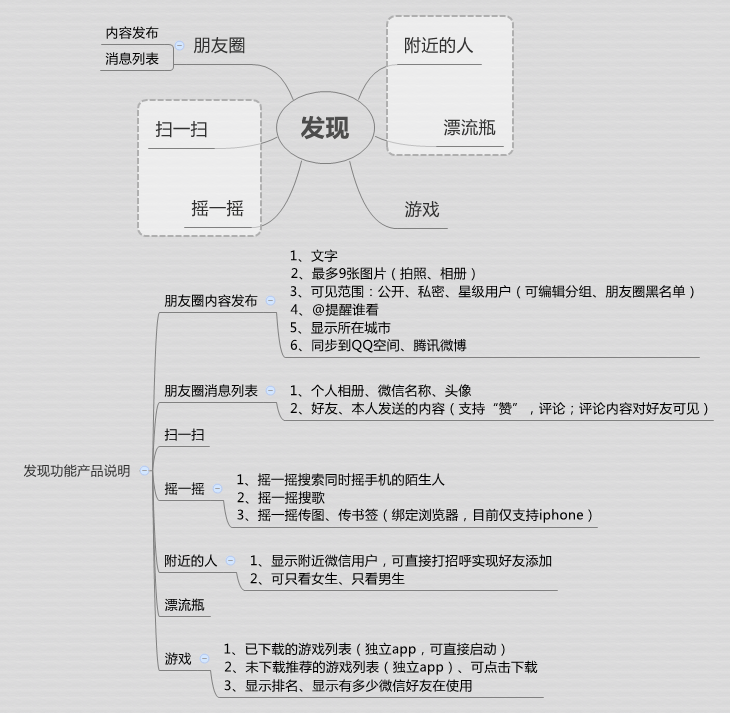 内容发布
消息列表
朋友圈
附近的人
扫一扫
发现
漂流瓶
摇一摇
游戏
朋友圈内容发布
1、文字
2、最多9张图片（拍照、相册）
3、可见范围：公开、私密、星级用户（可编辑分组、朋友圈黑名单）
4、@提醒谁看
5、显示所在城市
6、同步到QQ空间、腾讯微博
朋友圈消息列表
1、个人相册、微信名称、头像
2、好友、本人发送的内容（支持“赞”，评论；评论内容对好友可见）
扫一扫
发现功能产品说明
摇一摇
1、摇一摇搜索同时摇手机的陌生人
2、摇一摇搜歌
3、摇一摇传图、传书签（绑定浏览器，目前仅支持iphone）
附近的人
1、显示附近微信用户，可直接打招呼实现好友添加
2、可只看女生、只看男生
漂流瓶
游戏
1、已下载的游戏列表（独立app，可直接启动）
2、未下载推荐的游戏列表（独立app）、可点击下载
3、显示排名、显示有多少微信好友在使用